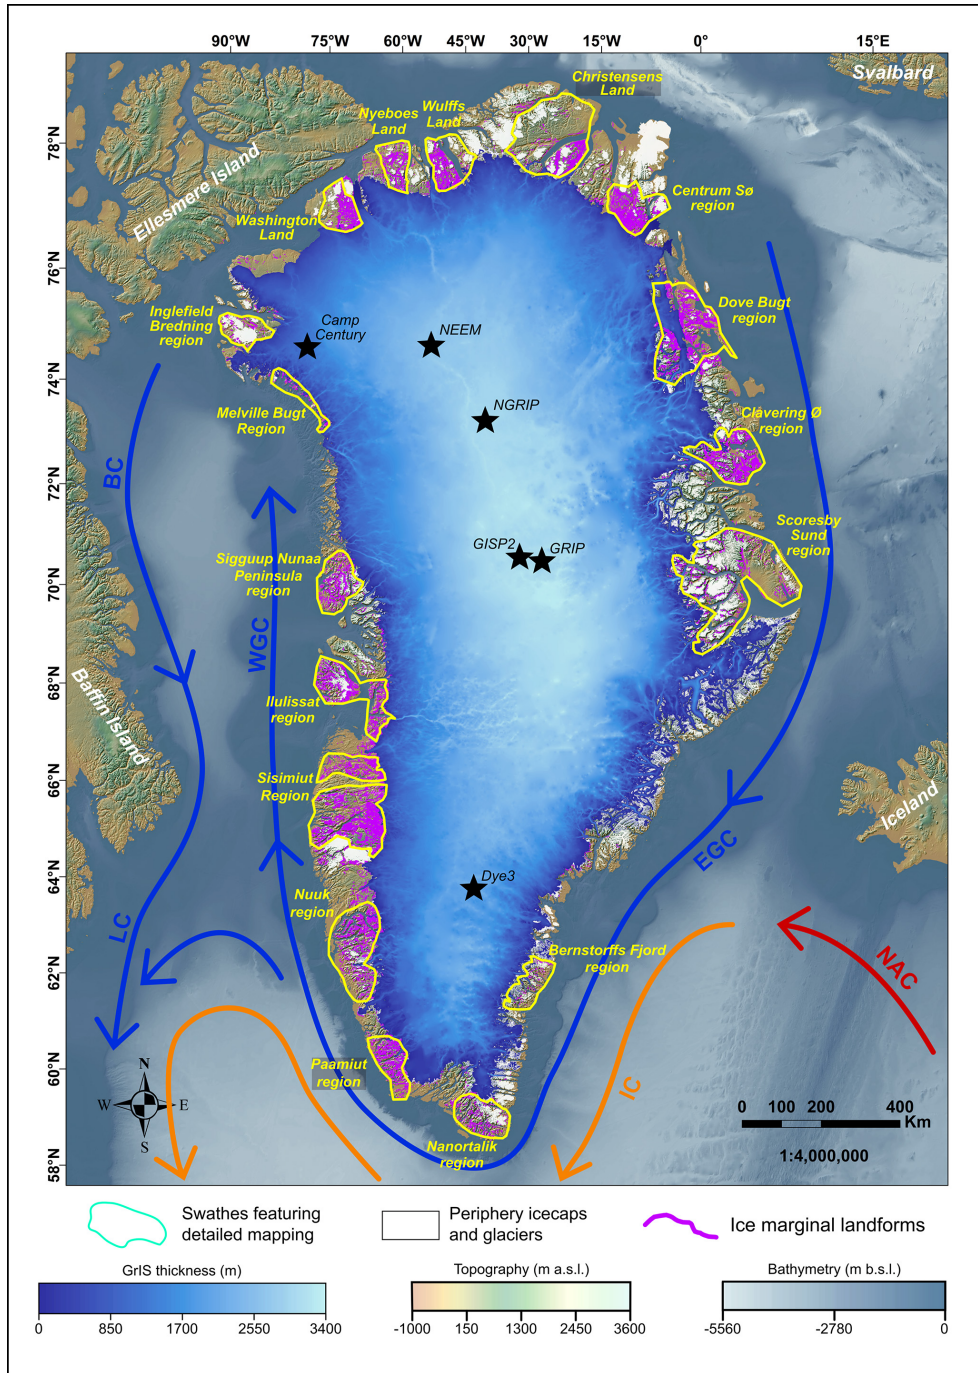 90°W 75°W 60°W 45°W 30°W 15°W 0° 15°E
78°N
76°N
74°N
72°N
70°N
68°N
66°N
64°N
62°N
60°N
58°N
Svalbard
Christensens
Land
Wulffs
Land
Nyeboes
Land
Ellesmere Island
Washington
Land
Centrum Sø
region
Inglefield
Bredning
region
Camp
Century
NEEM
Dove Bugt
region
NGRIP
Melville Bugt
Region
Clavering Ø
region
BC
Scoresby
Sund
region
GISP2
GRIP
Sigguup Nunaa
Peninsula
region
WGC
Baffin Island
Ilulissat
region
Sisimiut
Region
Iceland
EGC
Dye3
Nuuk
region
LC
Bernstorffs Fjord
region
NAC
Paamiut
region
IC
N
W E
S
Nanortalik
region
0 100 200 400
Km
1:4,000,000
Swathes featuring
detailed mapping
Periphery icecaps
and glaciers
Ice marginal landforms
GrIS thickness (m)
0 850 1700 2550 3400
Topography (m a.s.l.)
-1000 150 1300 2450 3600
Bathymetry (m b.s.l.)
-5560 -2780 0